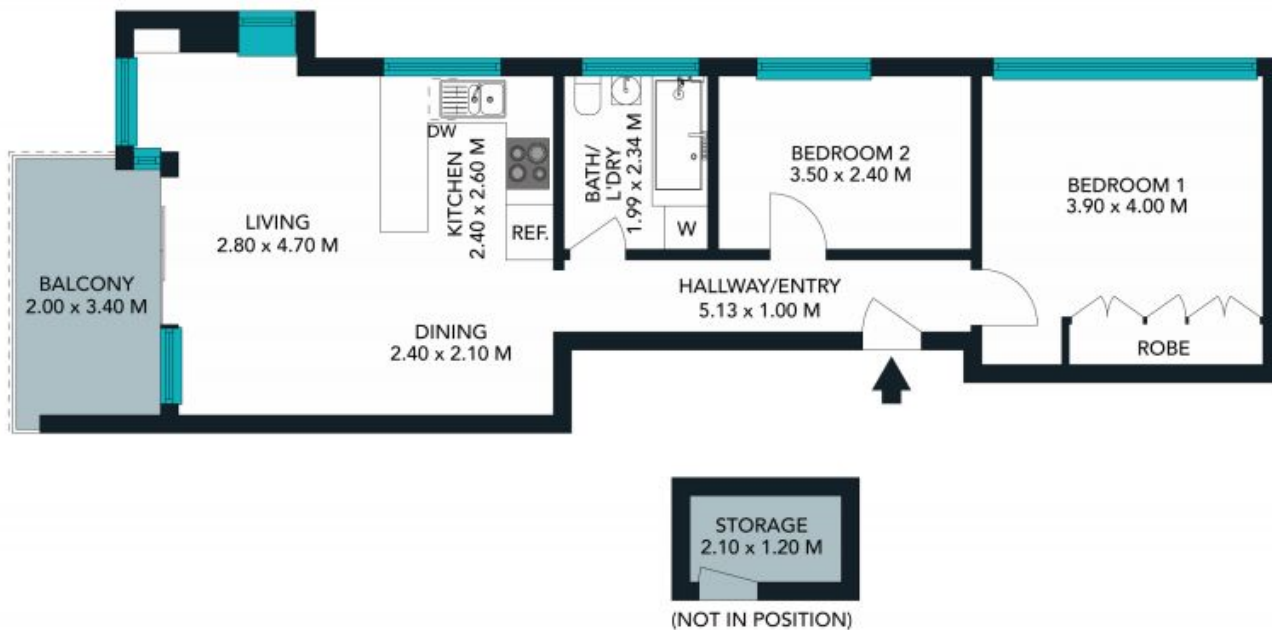 BALCONY
2.00 x 3.40 M
LIVING
2.80 x 4.70 M
DINING
2.40 x 2.10 M
DW
KITCHEN
2.40 x 2.60 M
REF.
BATH/
L'DRY
1.99 x 2.34 M
W
BEDROOM 2
3.50 x 2.40 M
HALLWAY/ENTRY
5.13 x 1.00 M
BEDROOM 1
3.90 x 4.00 M
ROBE
STORAGE
2.10 x 1.20 M
(NOT IN POSITION)